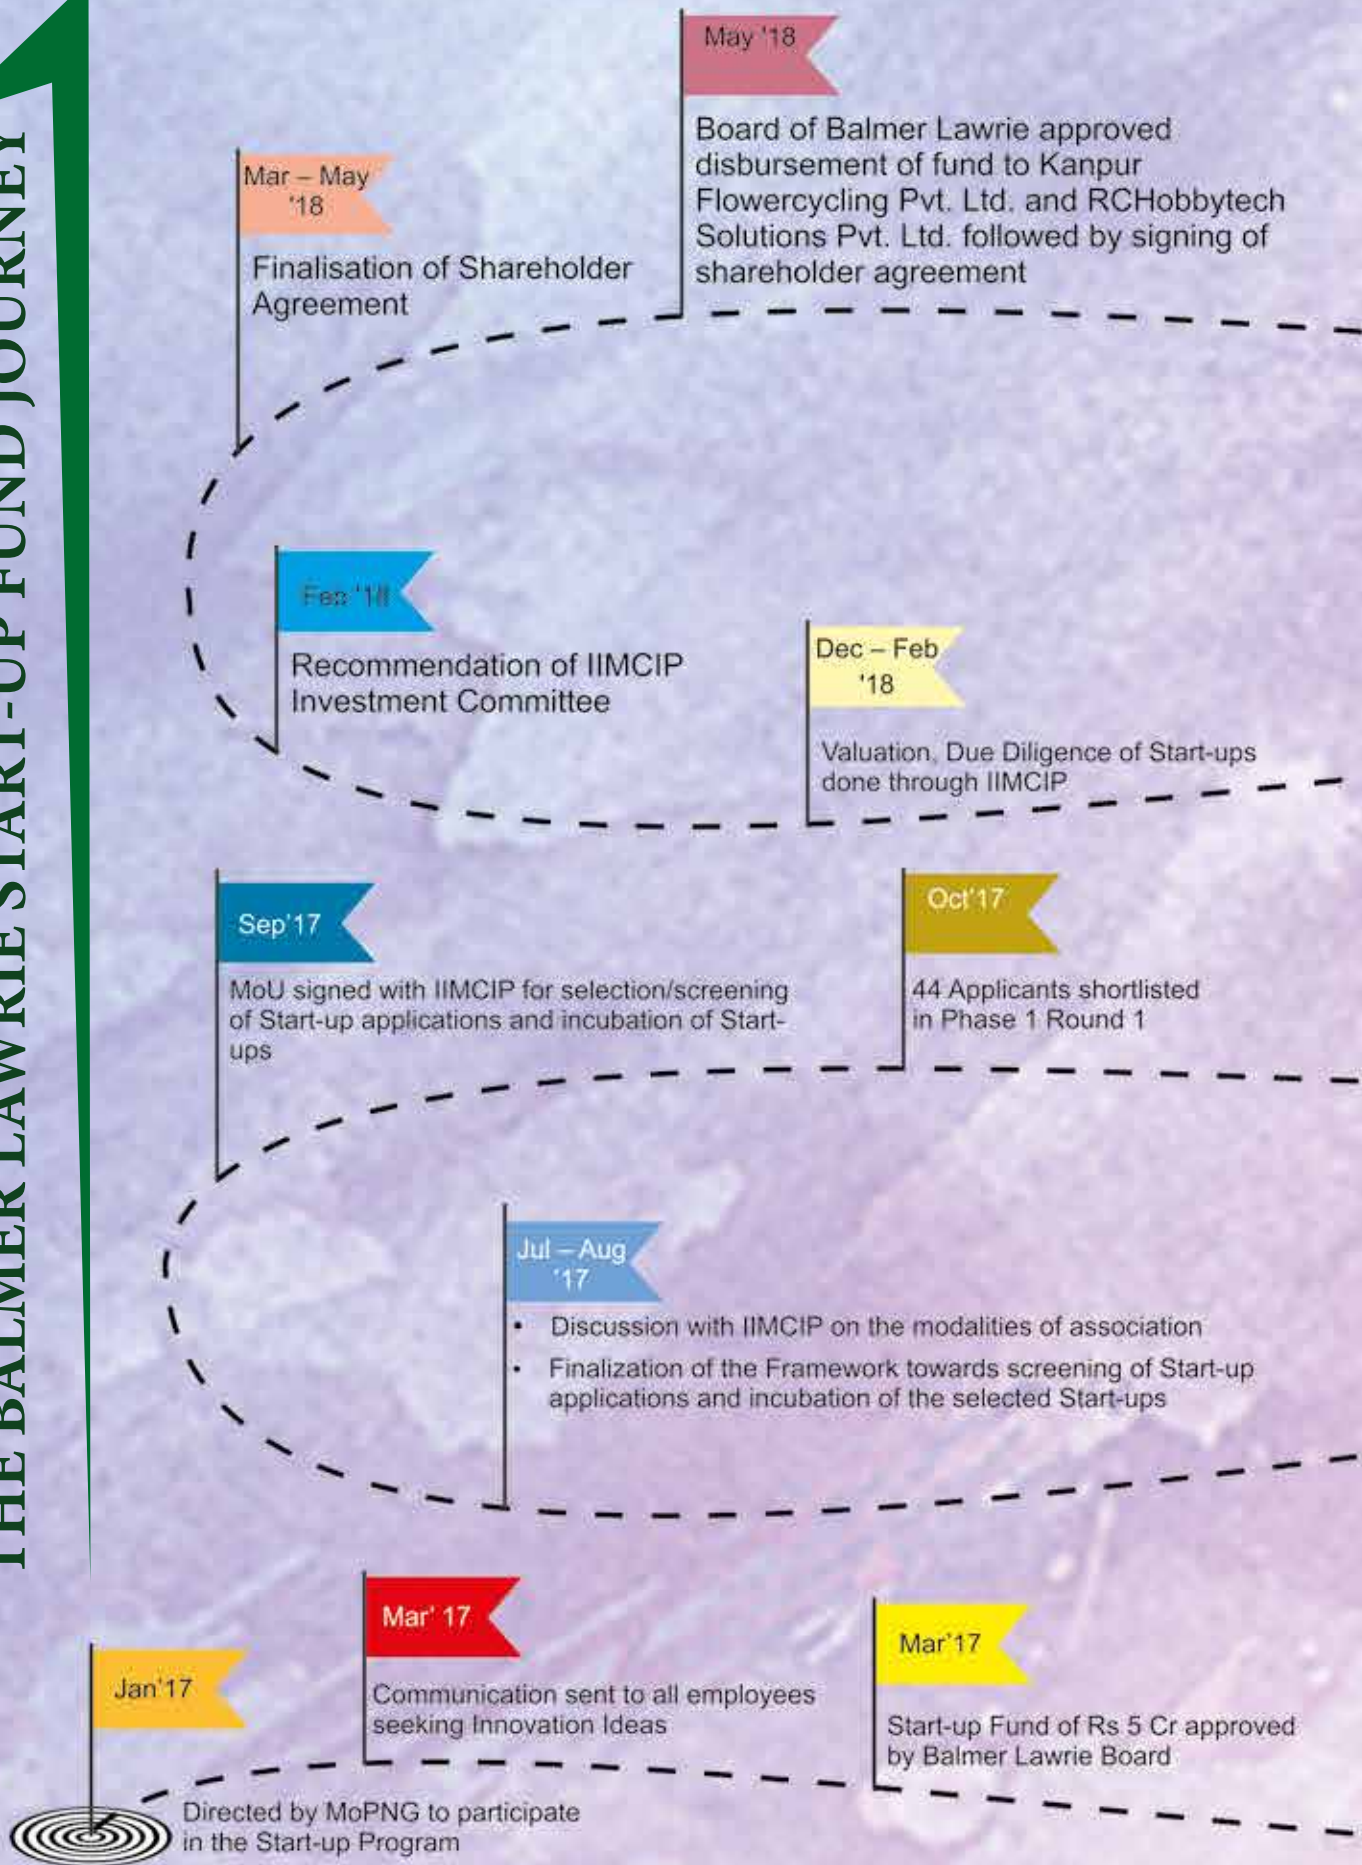 THE BALMER LAWRIE START-UP FUND JOURNEY
May '18
Board of Balmer Lawrie approved
disbursement of fund to Kanpur
Flowercycling Pvt. Ltd. and RCHobbytech
Solutions Pvt. Ltd. followed by signing of
shareholder agreement
Mar – May
'18
Finalisation of Shareholder
Agreement
Feb '18
Recommendation of IIMCIP
Investment Committee
Dec – Feb
'18
Valuation, Due Diligence of Start-ups
done through IIMCIP
Sep'17
MoU signed with IIMCIP for selection/screening
of Start-up applications and incubation of Start-
ups
Oct'17
44 Applicants shortlisted
in Phase 1 Round 1
Jul – Aug
'17
• Discussion with IIMCIP on the modalities of association
• Finalization of the Framework towards screening of Start-up
applications and incubation of the selected Start-ups
Jan'17
Directed by MoPNG to participate
in the Start-up Program
Mar' 17
Communication sent to all employees
seeking Innovation Ideas
Mar'17
Start-up Fund of Rs 5 Cr approved
by Balmer Lawrie Board